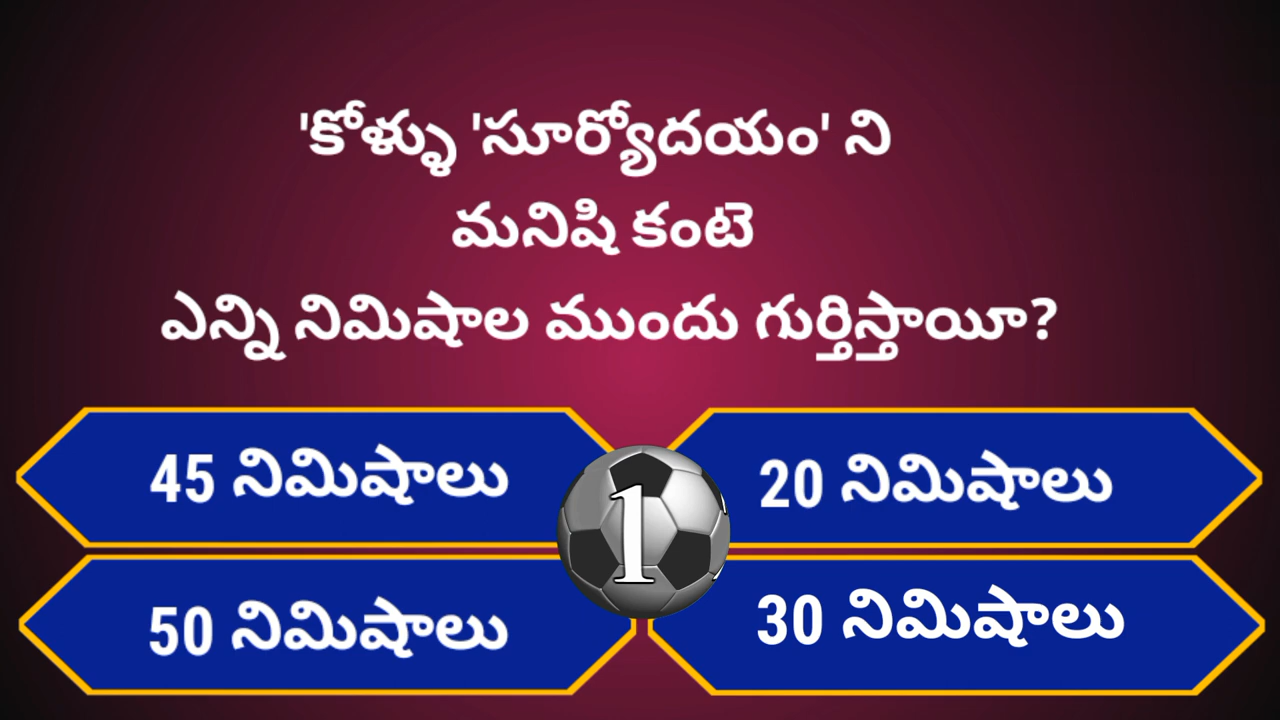 'కోళ్ళు 'సూర్యోదయం' ని
మనిషి కంటె
ఎన్ని నిమిషాల ముందు గుర్తిస్తాయీ?
45 నిమిషాలు
20 నిమిషాలు
1
50 నిమిషాలు
30 నిమిషాలు